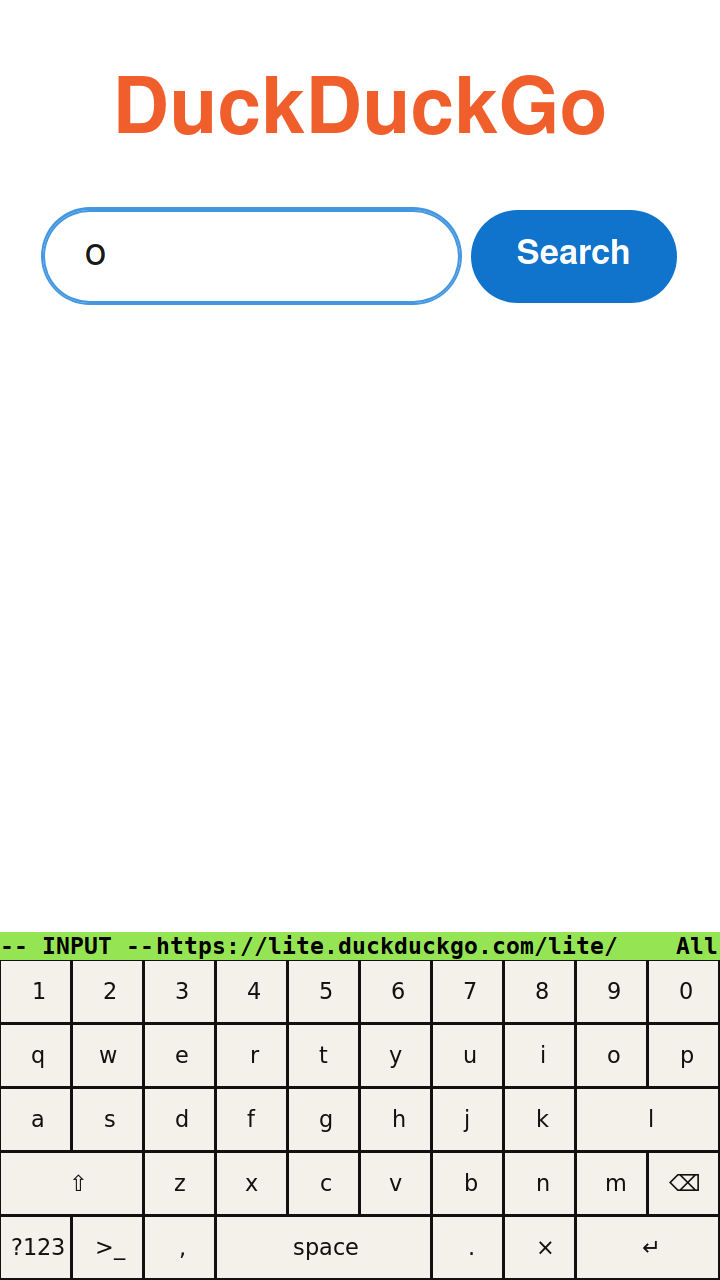 DuckDuckGo
o Search
-- INPUT --https://lite.duckduckgo.com/lite/ All
1 2 3 4 5 6 7 8 9 0
q w e r t y u i o p
a s d f g h j k l
⇧ z x c v b n m ⌫
?123 >_ , space . × ↵